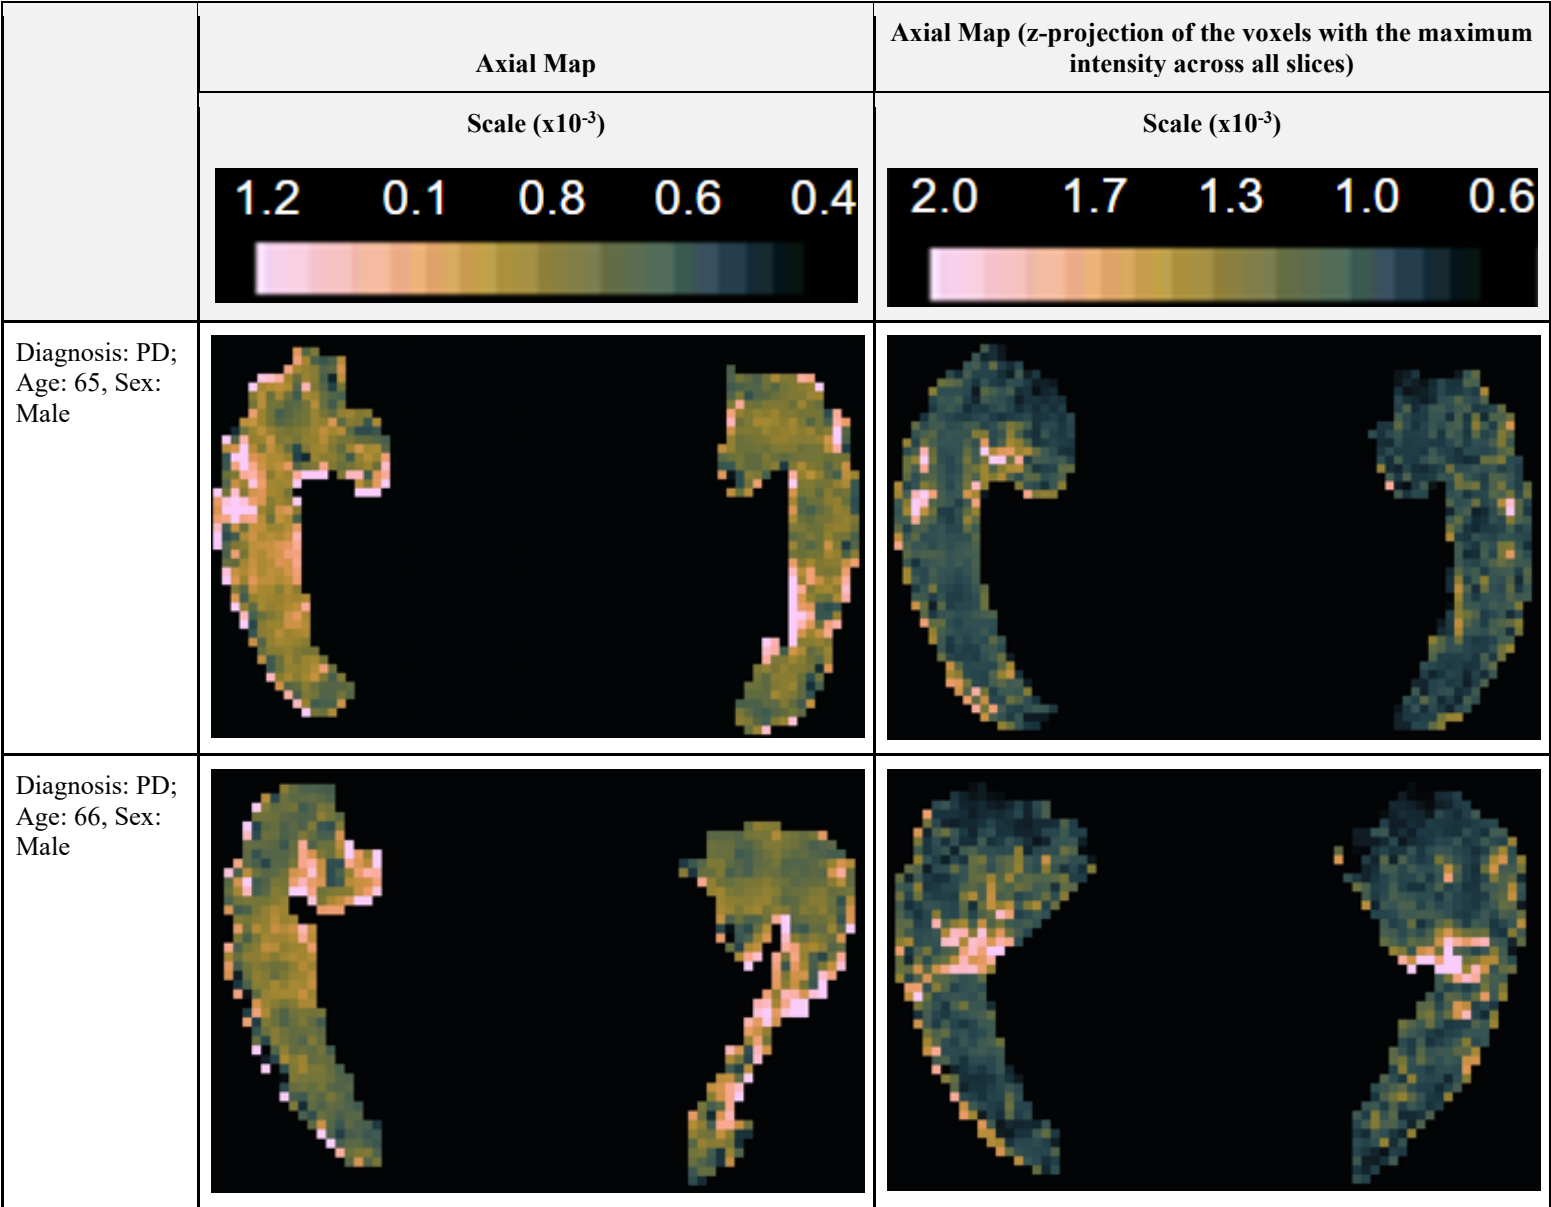 Axial Map
Axial Map (z-projection of the voxels with the maximum
intensity across all slices)
Scale (x10⁻³)
Scale (x10⁻³)
1.2 0.1 0.8 0.6 0.4
2.0 1.7 1.3 1.0 0.6
Diagnosis: PD;
Age: 65, Sex:
Male
Diagnosis: PD;
Age: 66, Sex:
Male